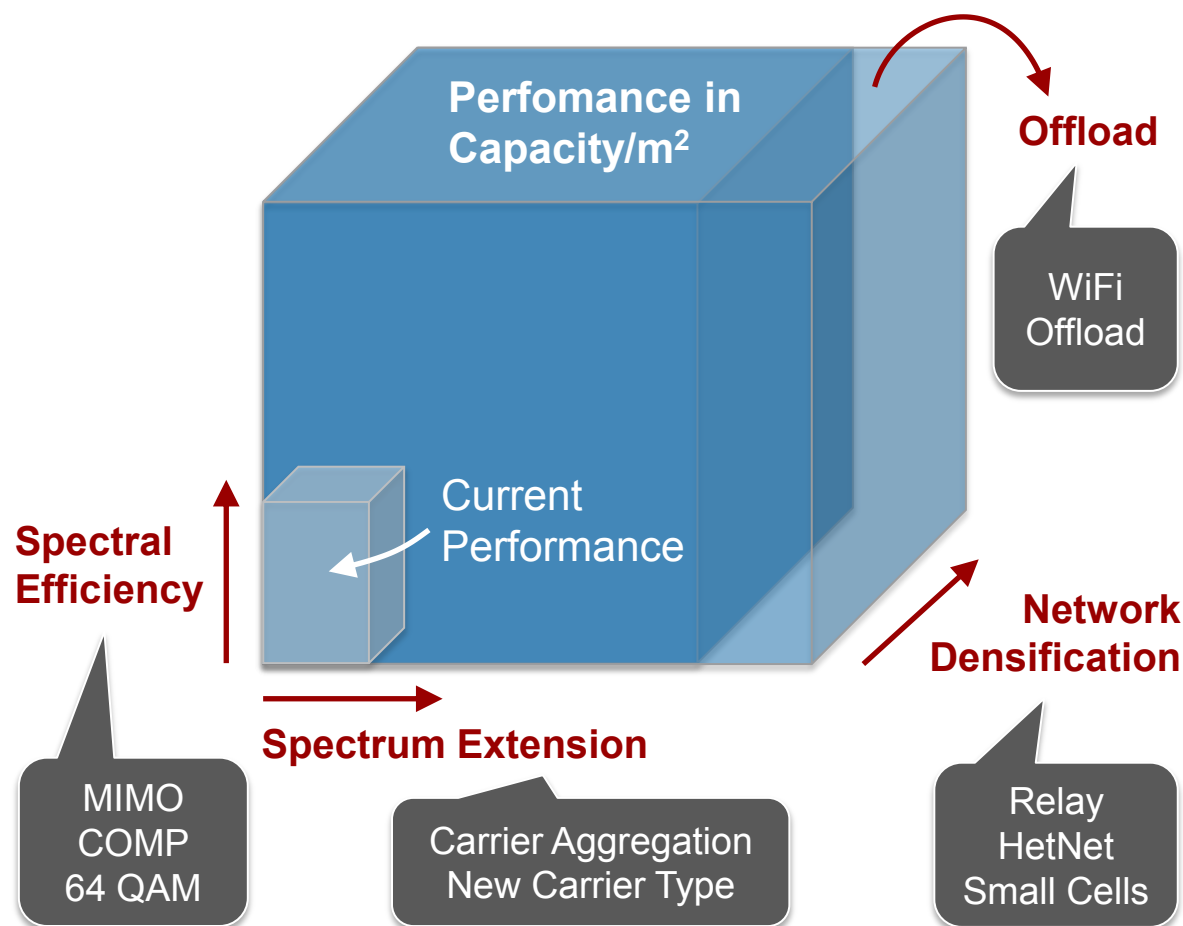 Perfomance in
Capacity/m²
Offload
WiFi
Offload
Current
Performance
Spectral
Efficiency
Network
Densification
Spectrum Extension
MIMO
COMP
64 QAM
Carrier Aggregation
New Carrier Type
Relay
HetNet
Small Cells